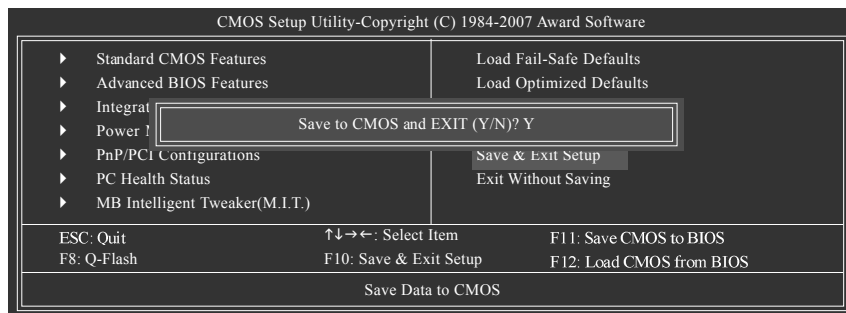 CMOS Setup Utility-Copyright (C) 1984-2007 Award Software
Standard CMOS Features
Advanced BIOS Features
Integrat
Power
PnP/PCI Configurations
PC Health Status
MB Intelligent Tweaker(M.I.T.)
Load Fail-Safe Defaults
Load Optimized Defaults
Save & Exit Setup
Exit Without Saving
Save to CMOS and EXIT (Y/N)? Y
ESC: Quit
↑↓→←: Select Item
F11: Save CMOS to BIOS
F8: Q-Flash
F10: Save & Exit Setup
F12: Load CMOS from BIOS
Save Data to CMOS